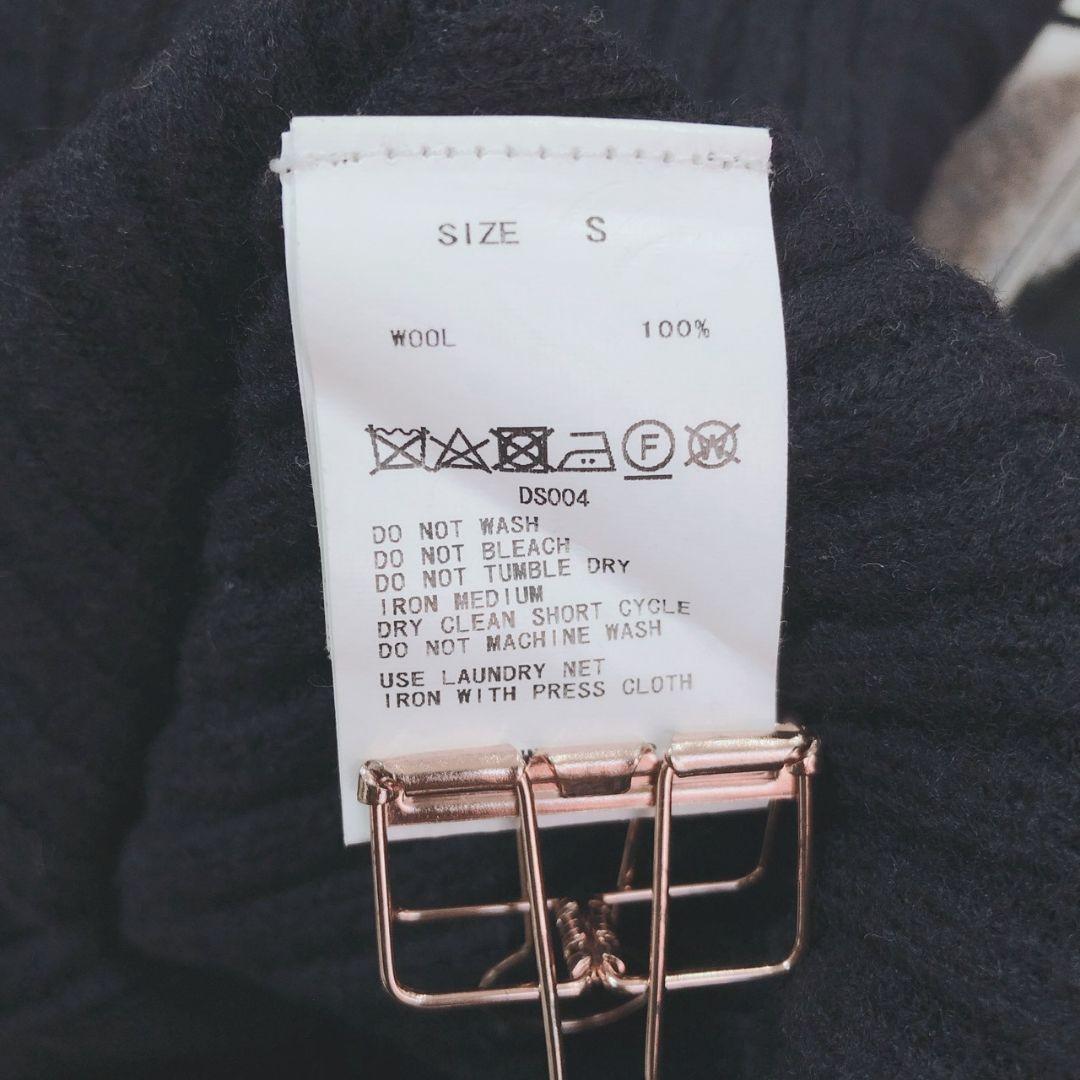 SIZE S
WOOL 100%
F W
DS004
DO NOT WASH
DO NOT BLEACH
DO NOT TUMBLE DRY
IRON MEDIUM
DRY CLEAN SHORT CYCLE
DO NOT MACHINE WASH
USE LAUNDRY NET
IRON WITH PRESS CLOTH